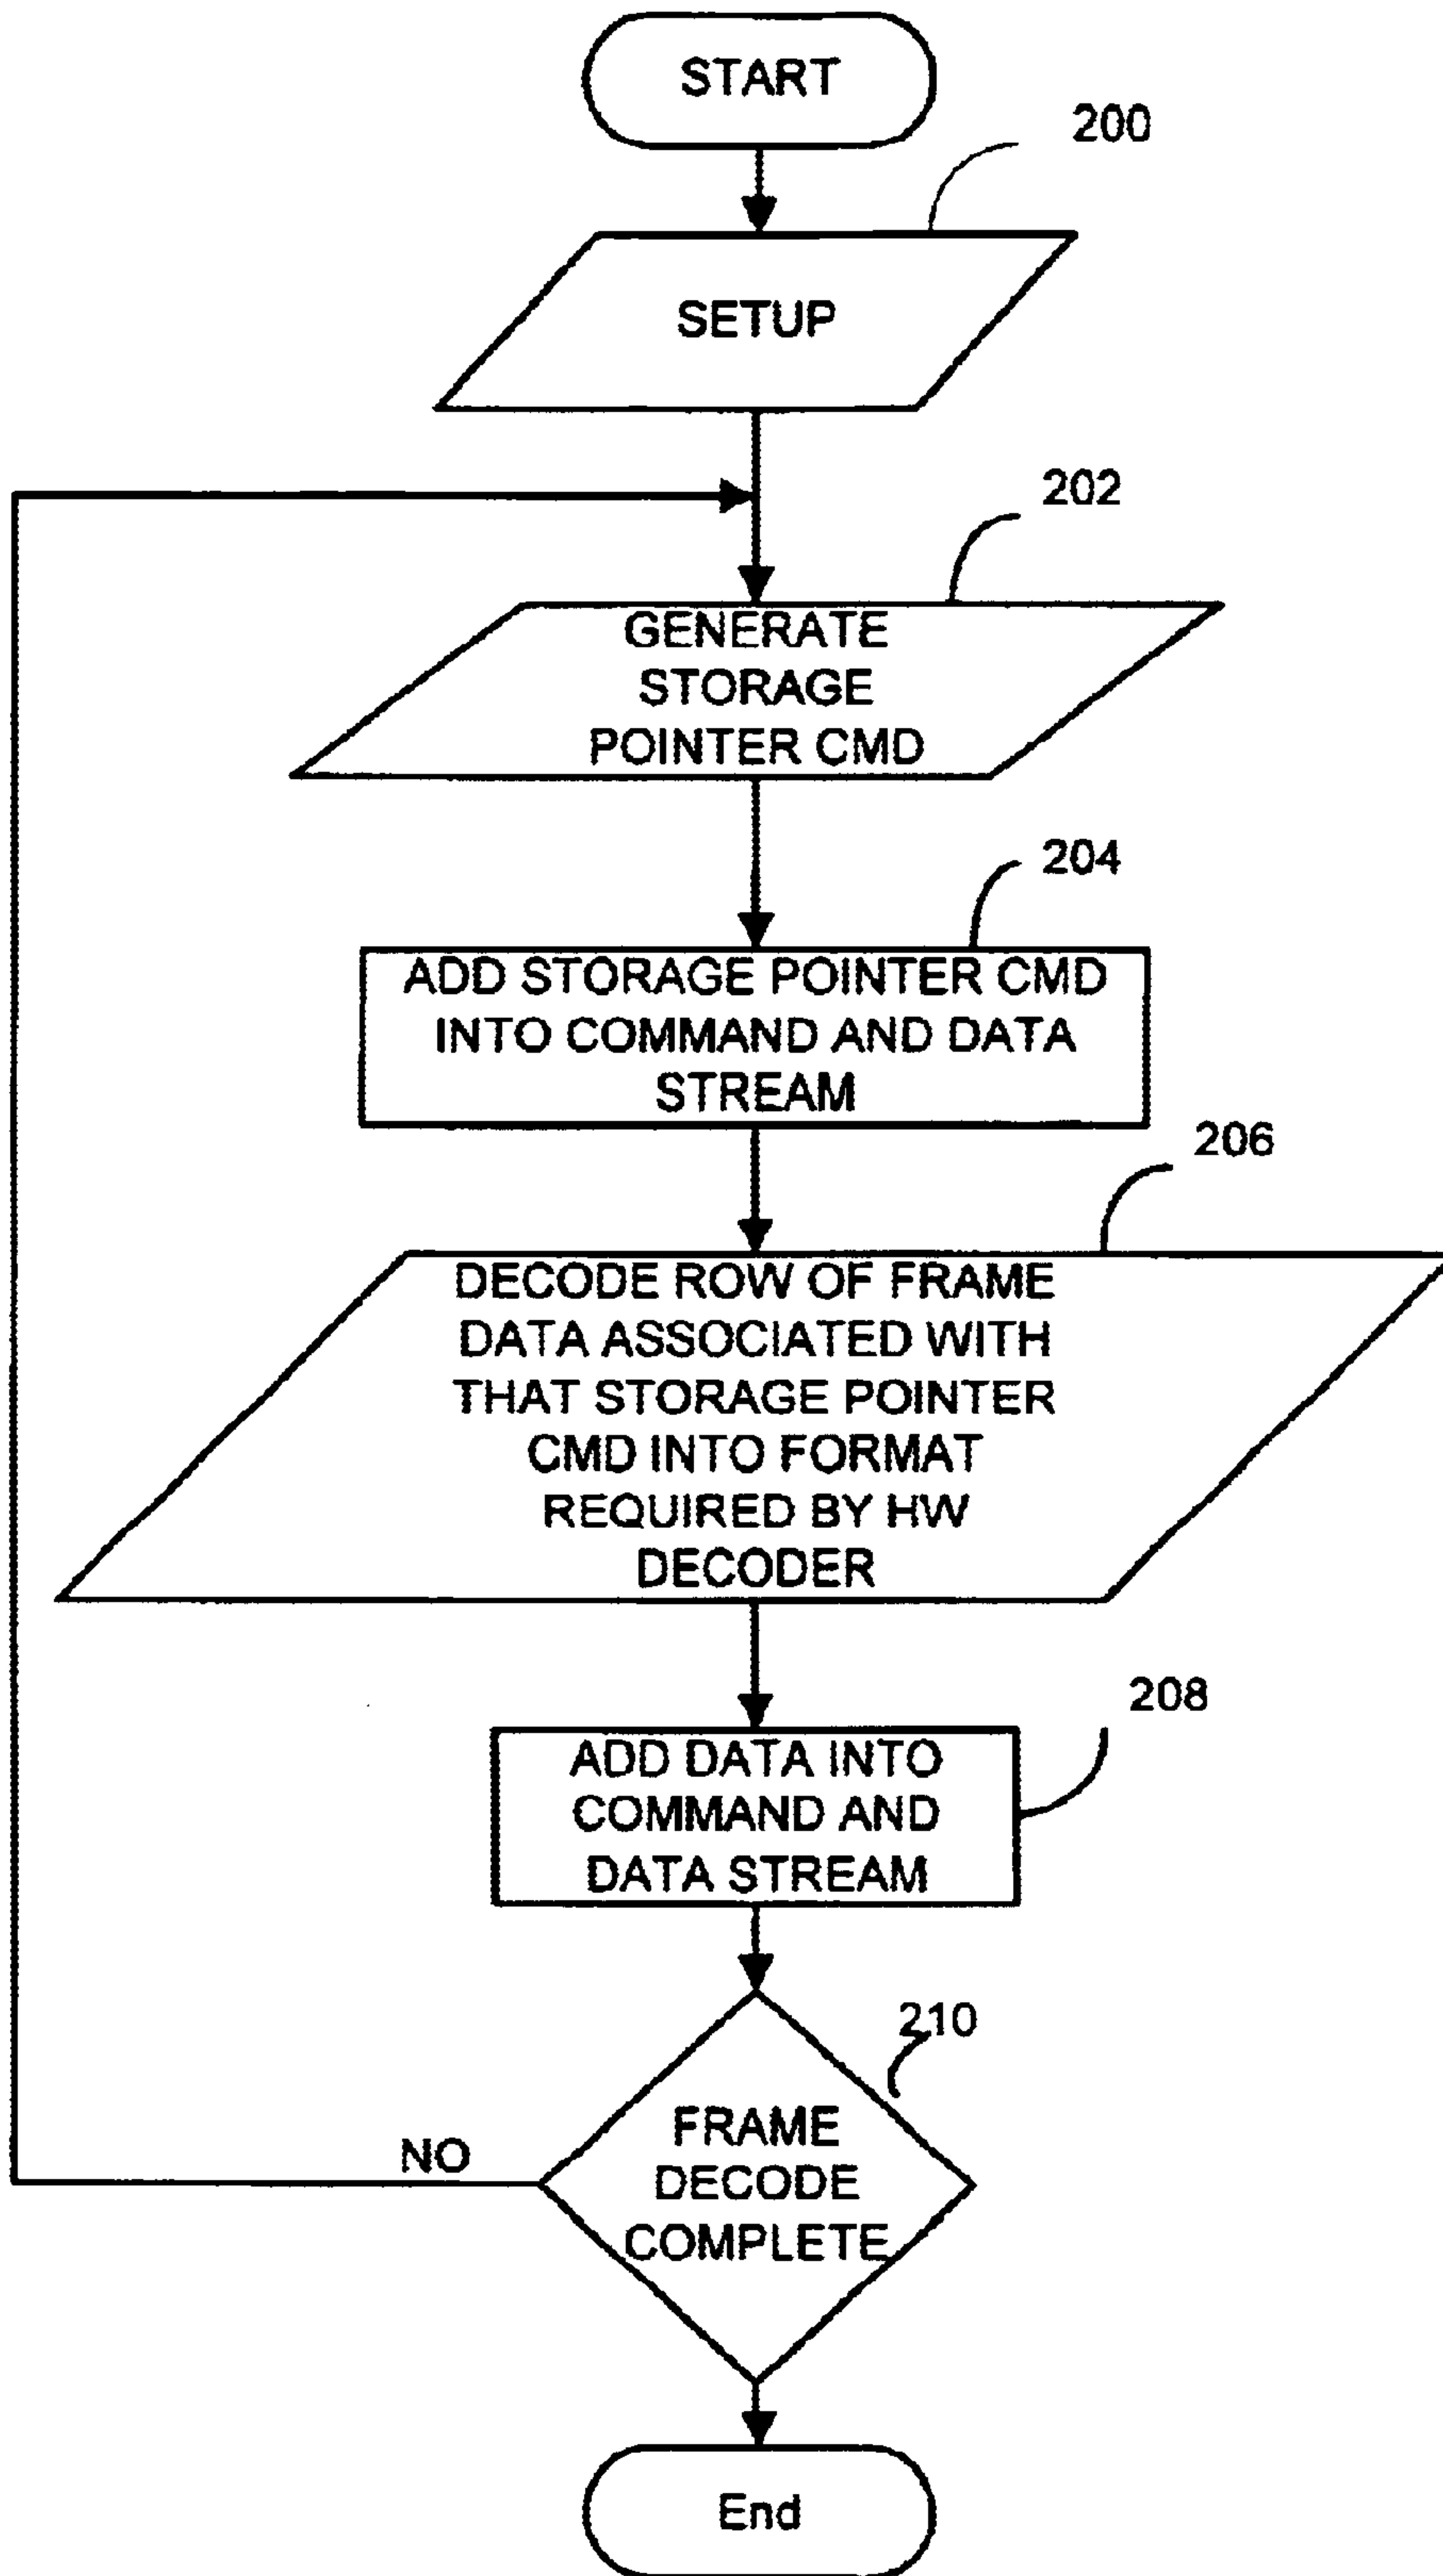 START
200
SETUP
202
GENERATE
STORAGE
POINTER CMD
204
ADD STORAGE POINTER CMD
INTO COMMAND AND DATA
STREAM
206
DECODE ROW OF FRAME
DATA ASSOCIATED WITH
THAT STORAGE POINTER
CMD INTO FORMAT
REQUIRED BY HW
DECODER
208
ADD DATA INTO
COMMAND AND
DATA STREAM
210
FRAME
DECODE
COMPLETE
NO
End